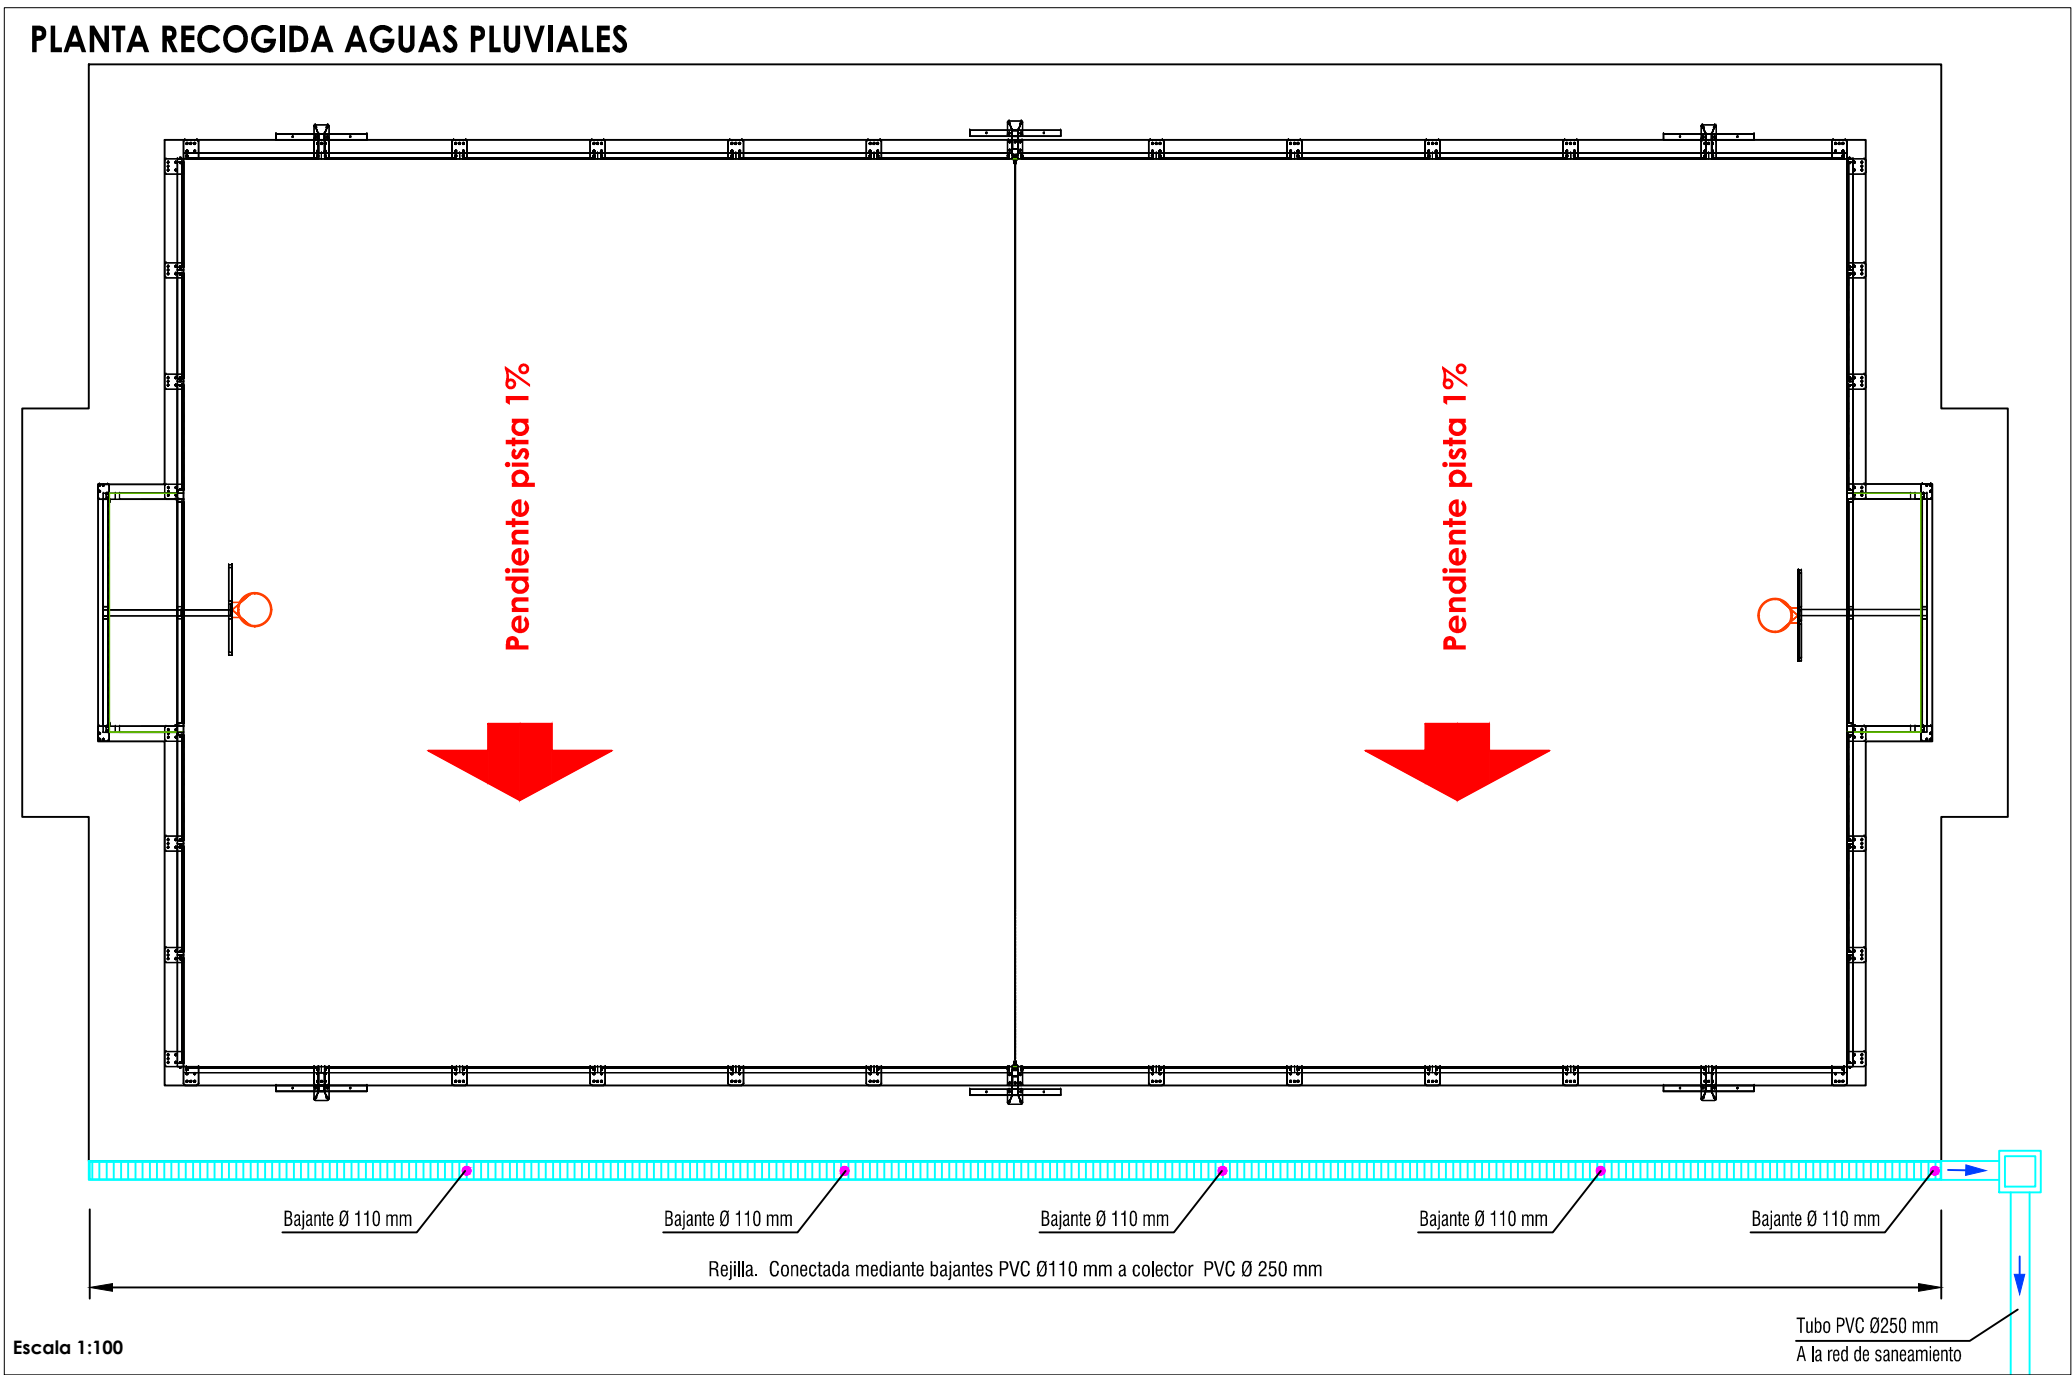 PLANTA RECOGIDA AGUAS PLUVIALES
Pendiente pista 1%
Pendiente pista 1%
Bajante Ø 110 mm
Bajante Ø 110 mm
Bajante Ø 110 mm
Bajante Ø 110 mm
Bajante Ø 110 mm
Rejilla. Conectada mediante bajantes PVC Ø110 mm a colector PVC Ø 250 mm
Tubo PVC Ø250 mm
A la red de saneamiento
Escala 1:100